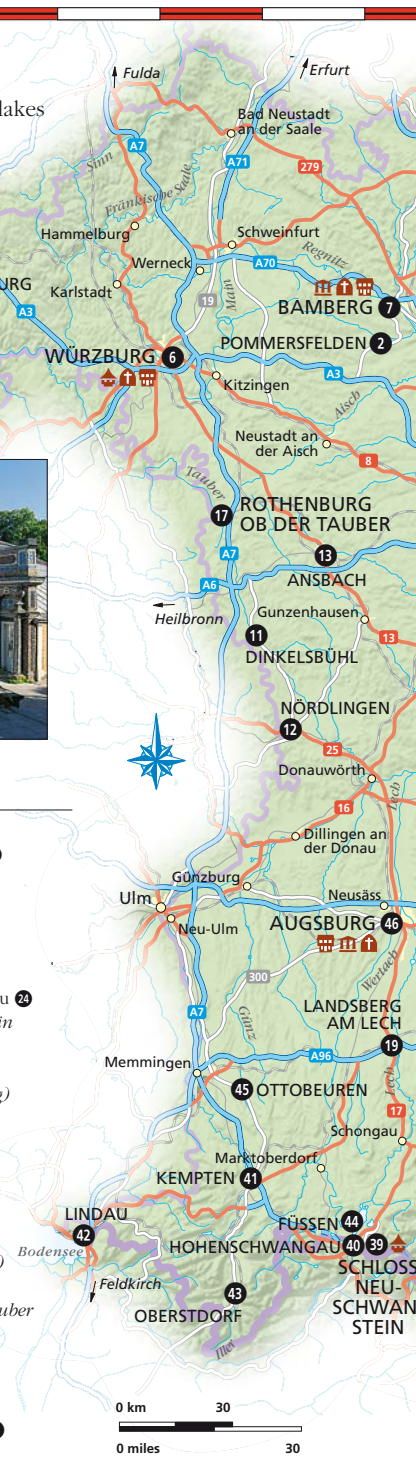 Fulda
Erfurt
lakes
Bad Neustadt
an der Saale
A7
A71
Sinn
279
Fränkische Saale
Hammelburg
Schweinfurt
Regnitz
Werneck
A70
URG
Karlstadt
19
Main
A3
BAMBERG 7
POMMERSFELDEN 2
WÜRZBURG 6
A3
Kitzingen
Aisch
Neustadt an
der Aisch
8
Tauber
17 ROTHENBURG
OB DER TAUBER
A7
13
ANSBACH
A6
Heilbronn
Gunzenhausen
11
13
DINKELSBÜHL
NÖRDLINGEN
12
25
Donauwörth
Lech
16
Dillingen an
der Donau
Günzburg
Ulm
Neusäss
Neu-Ulm
AUGSBURG 46
Wertach
300
u 24
in
A7
Günz
LANDSBERG
AM LECH
19
A96
Memmingen
Lech
45 OTTOBEUREN
g)
17
Schongau
Marktoberdorf
KEMPTEN 41
LINDAU
42
FÜSSEN 44
Bodensee
HOHENSCHWANGAU 40 39
)
SCHLOSS
NEU-
SCHWAN
STEIN
Feldkirch
43
OBERSTDORF
uber
Iller
0 km 30
0 miles 30